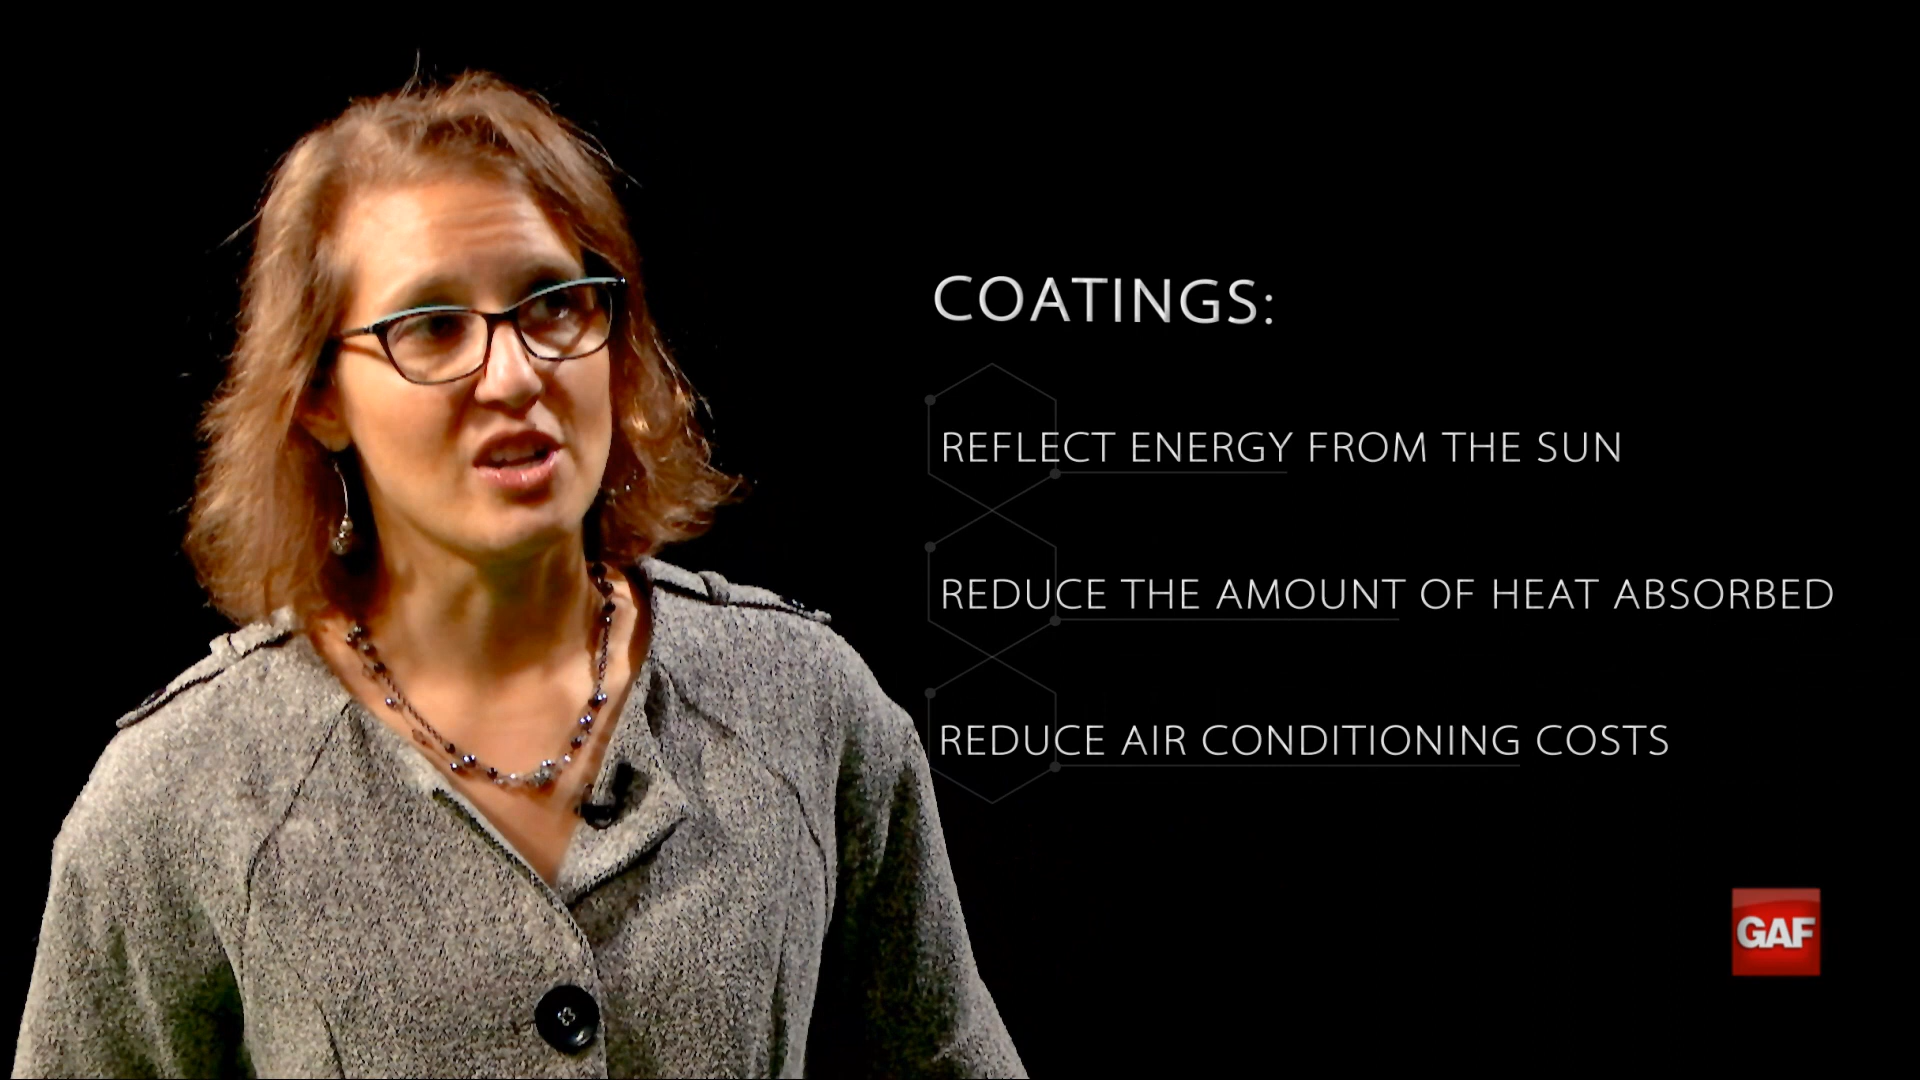 COATINGS:
REFLECT ENERGY FROM THE SUN
REDUCE THE AMOUNT OF HEAT ABSORBED
REDUCE AIR CONDITIONING COSTS
GAF